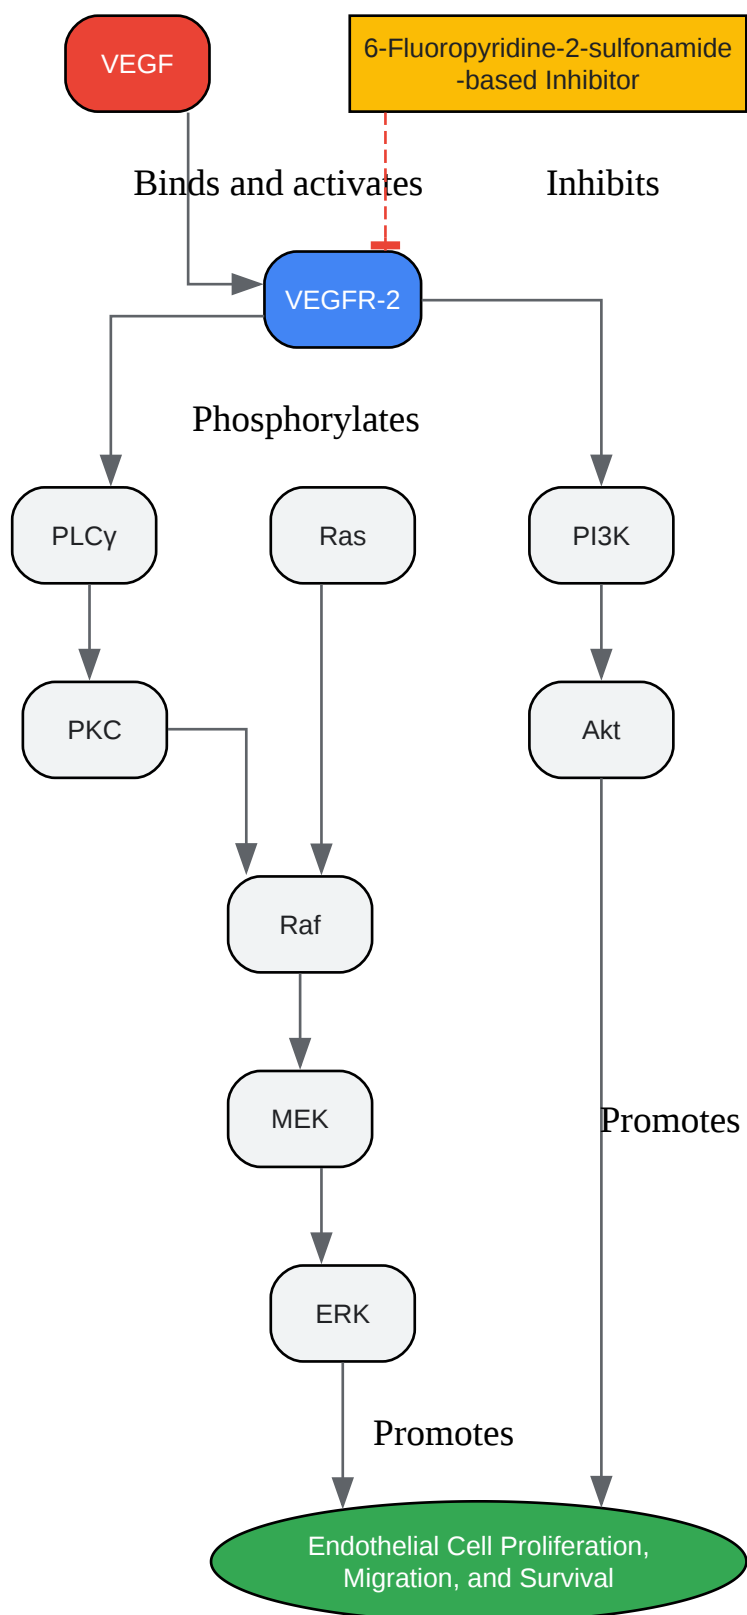 VEGF
6-Fluoropyridine-2-sulfonamide
-based Inhibitor
Binds and activates
Inhibits
VEGFR-2
Phosphorylates
PLCγ
Ras
PI3K
PKC
Akt
Raf
MEK
Promotes
ERK
Promotes
Endothelial Cell Proliferation,
Migration, and Survival